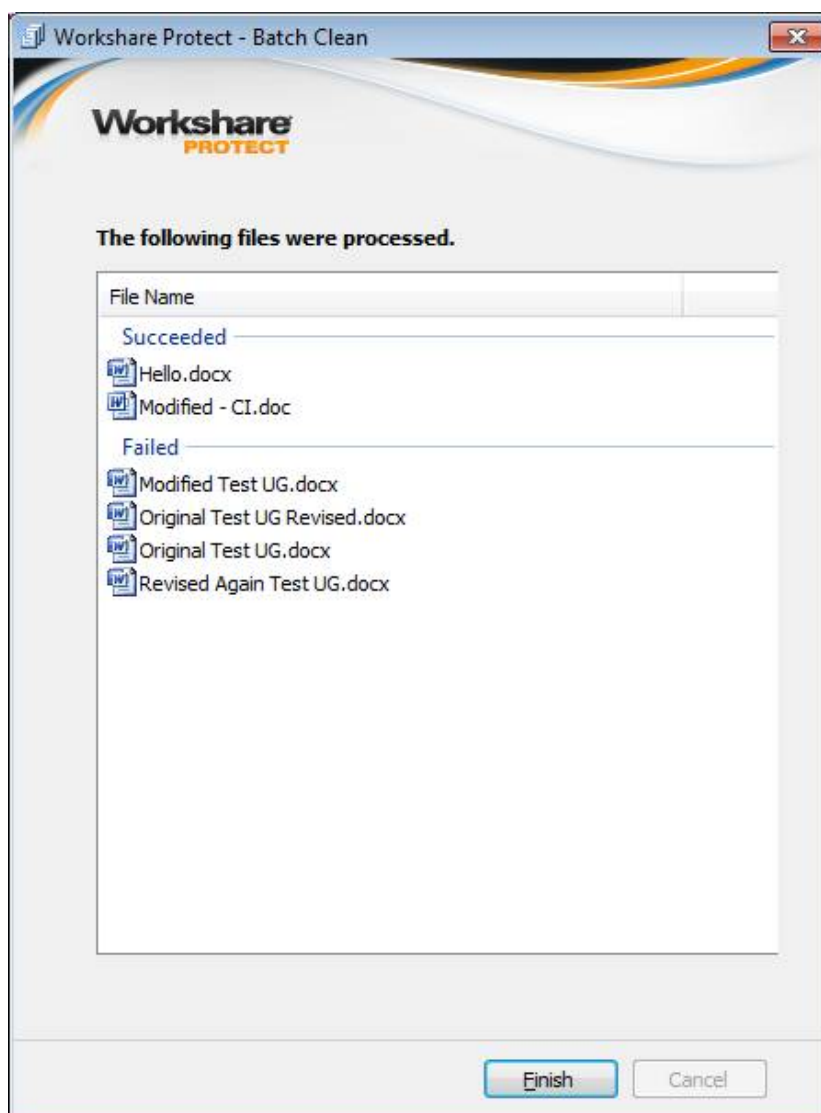 Workshare Protect - Batch Clean
Workshare
PROTECT
The following files were processed.
File Name
Succeeded
Hello.docx
Modified - CI.doc
Failed
Modified Test UG.docx
Original Test UG Revised.docx
Original Test UG.docx
Revised Again Test UG.docx
Finish Cancel